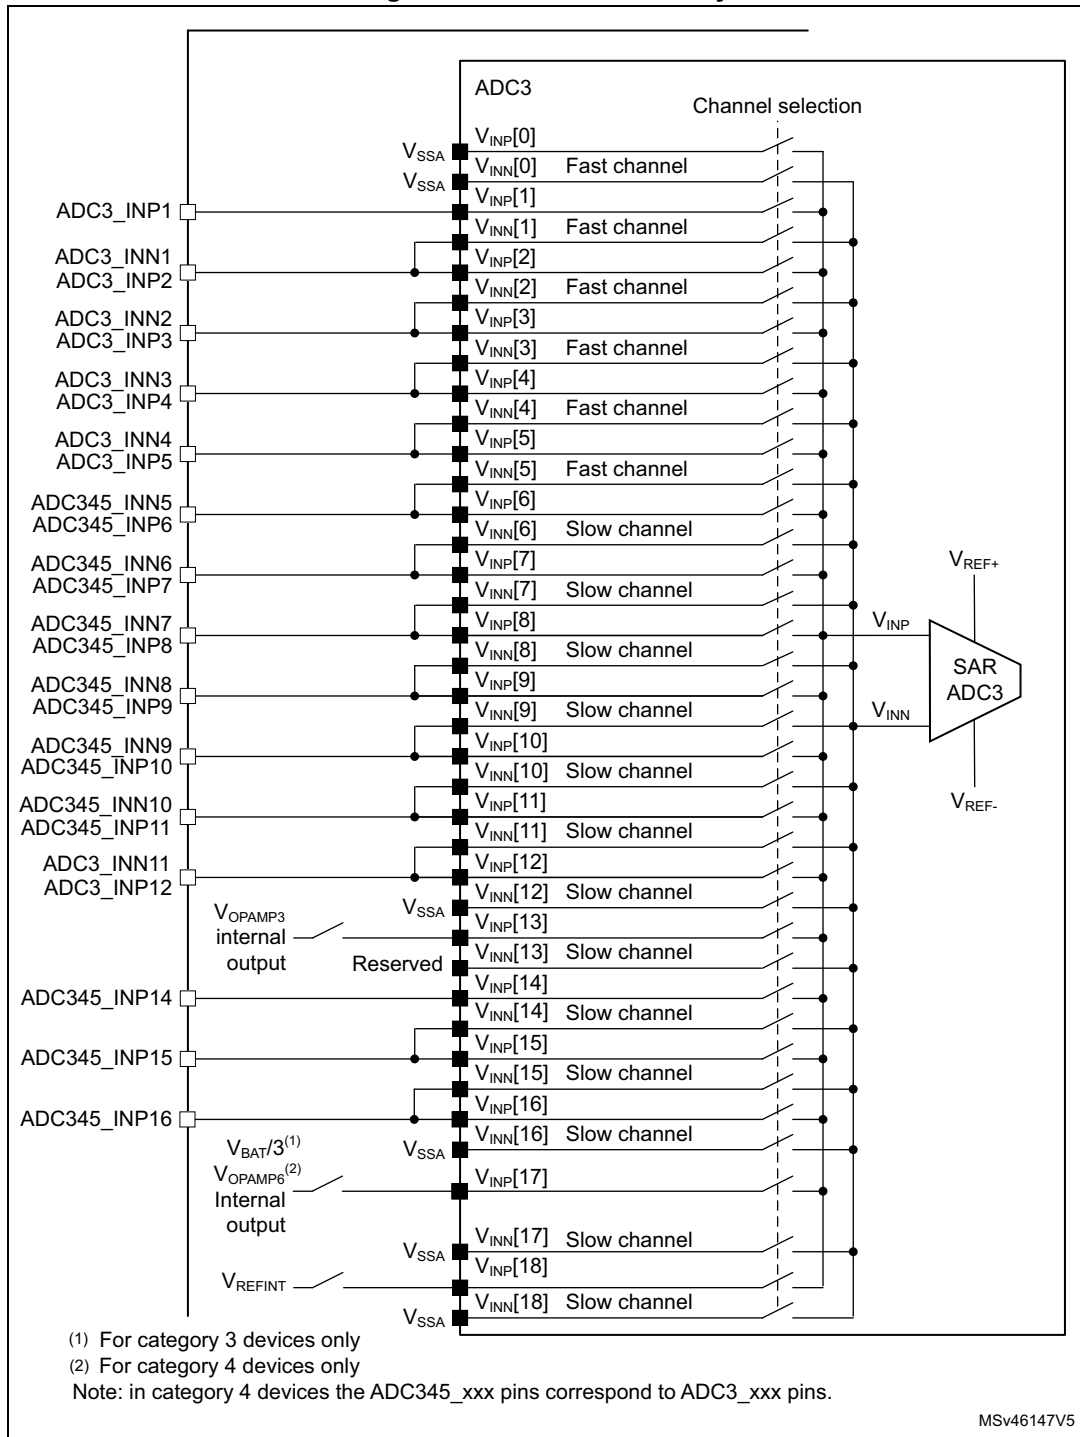 ADC3
Channel selection
VSSA VINP[0]
VSSA VINN[0] Fast channel
ADC3_INP1 VINP[1]
VINN[1] Fast channel
ADC3_INN1
ADC3_INP2 VINP[2]
VINN[2] Fast channel
ADC3_INN2
ADC3_INP3 VINP[3]
VINN[3] Fast channel
ADC3_INN3
ADC3_INP4 VINP[4]
VINN[4] Fast channel
ADC3_INN4
ADC3_INP5 VINP[5]
VINN[5] Fast channel
ADC345_INN5
ADC345_INP6 VINP[6]
VINN[6] Slow channel
ADC345_INN6
ADC345_INP7 VINP[7]
VINN[7] Slow channel
ADC345_INN7
ADC345_INP8 VINP[8]
VINN[8] Slow channel
ADC345_INN8
ADC345_INP9 VINP[9]
VINN[9] Slow channel
ADC345_INN9
ADC345_INP10 VINP[10]
VINN[10] Slow channel
ADC345_INN10
ADC345_INP11 VINP[11]
VINN[11] Slow channel
ADC3_INN11
ADC3_INP12 VINP[12]
VSSA VINN[12] Slow channel
VOPAMP3
internal
output
VINP[13]
Reserved VINN[13] Slow channel
ADC345_INP14 VINP[14]
VINN[14] Slow channel
ADC345_INP15 VINP[15]
VINN[15] Slow channel
ADC345_INP16 VINP[16]
VSSA VINN[16] Slow channel
VBAT/3(1)
VOPAMP6(2)
Internal
output
VINP[17]
VSSA VINN[17] Slow channel
VREFINT VINP[18]
VSSA VINN[18] Slow channel
VREF+
VINP
SAR
ADC3
VINN
VREF-
(1) For category 3 devices only
(2) For category 4 devices only
Note: in category 4 devices the ADC345_xxx pins correspond to ADC3_xxx pins.
MSv46147V5